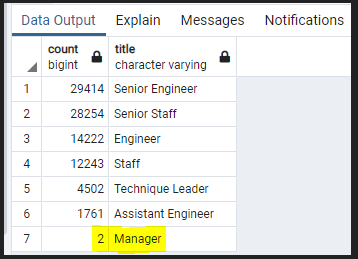 Data Output Explain Messages Notifications
count title
bigint character varying
1 29414 Senior Engineer
2 28254 Senior Staff
3 14222 Engineer
4 12243 Staff
5 4502 Technique Leader
6 1761 Assistant Engineer
7 2 Manager